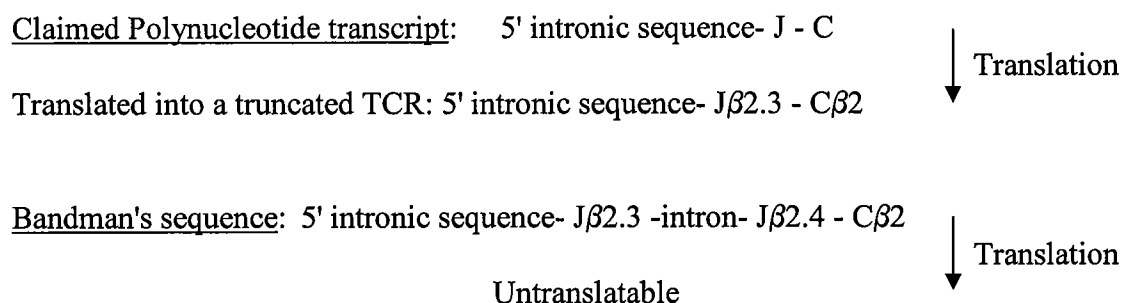 Claimed Polynucleotide transcript: 5' intronic sequence- J - C
Translation
Translated into a truncated TCR: 5' intronic sequence- Jβ2.3 - Cβ2
Bandman's sequence: 5' intronic sequence- Jβ2.3 -intron- Jβ2.4 - Cβ2
Translation
Untranslatable